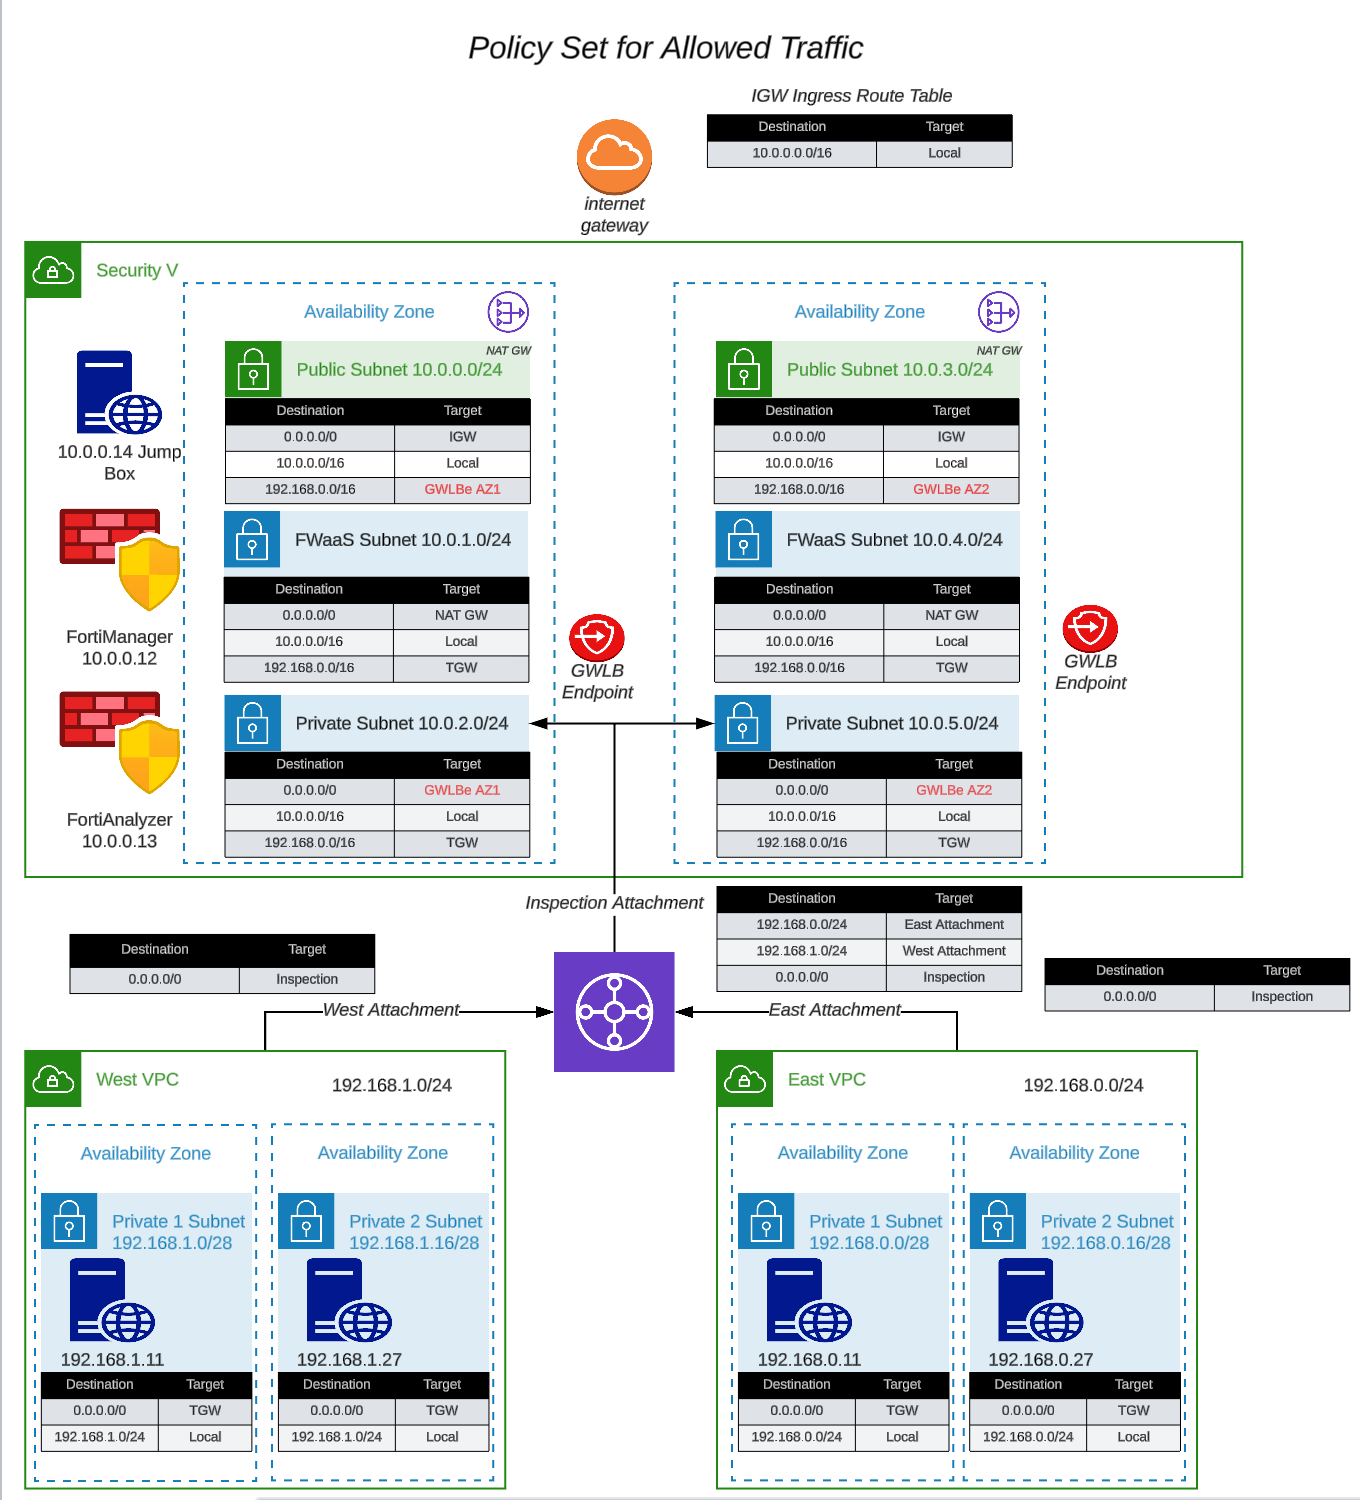 Policy Set for Allowed Traffic
IGW Ingress Route Table
Destination Target
10.0.0.0.0/16 Local
internet
gateway
Security V
Availability Zone
NAT GW
Public Subnet 10.0.0.0/24
Destination Target
0.0.0.0/0 IGW
10.0.0.0/16 Local
192.168.0.0/16 GWLBe AZ1
FWaaS Subnet 10.0.1.0/24
Destination Target
0.0.0.0/0 NAT GW
10.0.0.0/16 Local
192.168.0.0/16 TGW
Private Subnet 10.0.2.0/24
Destination Target
0.0.0.0/0 GWLBe AZ1
10.0.0.0/16 Local
192.168.0.0/16 TGW
Availability Zone
NAT GW
Public Subnet 10.0.3.0/24
Destination Target
0.0.0.0/0 IGW
10.0.0.0/16 Local
192.168.0.0/16 GWLBe AZ2
FWaaS Subnet 10.0.4.0/24
Destination Target
0.0.0.0/0 NAT GW
10.0.0.0/16 Local
192.168.0.0/16 TGW
Private Subnet 10.0.5.0/24
Destination Target
0.0.0.0/0 GWLBe AZ2
10.0.0.0/16 Local
192.168.0.0/16 TGW
10.0.0.14 Jump
Box
FortiManager
10.0.0.12
FortiAnalyzer
10.0.0.13
GWLB
Endpoint
GWLB
Endpoint
Inspection Attachment
Destination Target
192.168.0.0/24 East Attachment
192.168.1.0/24 West Attachment
0.0.0.0/0 Inspection
Destination Target
0.0.0.0/0 Inspection
West Attachment
Destination Target
0.0.0.0/0 Inspection
East Attachment
West VPC
192.168.1.0/24
Availability Zone
Private 1 Subnet
192.168.1.0/28
192.168.1.11
Destination Target
0.0.0.0/0 TGW
192.168.1.0/24 Local
Availability Zone
Private 2 Subnet
192.168.1.16/28
192.168.1.27
Destination Target
0.0.0.0/0 TGW
192.168.1.0/24 Local
East VPC
192.168.0.0/24
Availability Zone
Private 1 Subnet
192.168.0.0/28
192.168.0.11
Destination Target
0.0.0.0/0 TGW
192.168.0.0/24 Local
Availability Zone
Private 2 Subnet
192.168.0.16/28
192.168.0.27
Destination Target
0.0.0.0/0 TGW
192.168.0.0/24 Local